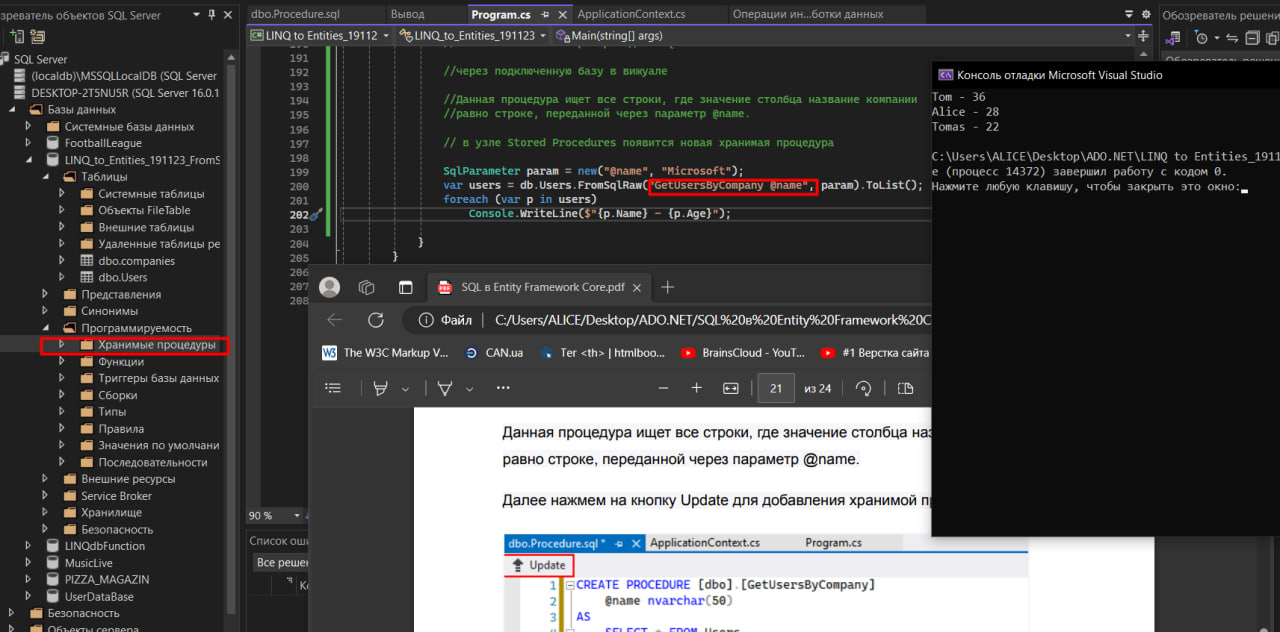 зреватель объектов SQL Server
SQL Server
(localdb)\MSSQLLocalDB (SQL Server
DESKTOP-2T5NU5R (SQL Server 16.0.1
Базы данных
Системные базы данных
FootballLeague
LINQ_to_Entities_191123_FromS
Таблицы
Системные таблицы
Объекты FileTable
Внешние таблицы
Удаленные таблицы ре
dbo.companies
dbo.Users
Представления
Синонимы
Программируемость
Хранимые процедуры
Функции
Триггеры базы данных
Сборки
Типы
Правила
Значения по умолчани
Последовательности
Внешние ресурсы
Service Broker
Хранилище
Безопасность
LINQdbFunction
MusicLive
PIZZA_MAGAZIN
UserDataBase
Безопасность
Объекты сервера
dbo.Procedure.sql Вывод Program.cs ApplicationContext.cs Операции ин...ботки данных
LINQ to Entities_19112 LINQ_to_Entities_191123 Main(string[] args)
191
192 //через подключенную базу в вижуале
193
194 //Данная процедура ищет все строки, где значение столбца название компании
195 //равно строке, переданной через параметр @name.
196
197 // в узле Stored Procedures появится новая хранимая процедура
198
199 SqlParameter param = new("@name", "Microsoft");
200 var users = db.Users.FromSqlRaw("GetUsersByCompany @name", param).ToList();
201 foreach (var p in users)
202 Console.WriteLine($"{p.Name} - {p.Age}");
203
204 }
205 }
206
207
208
90 %
Список оши
Все решен
Обозреватель решени
Консоль отладки Microsoft Visual Studio
Tom - 36
Alice - 28
Tomas - 22
C:\Users\ALICE\Desktop\ADO.NET\LINQ to Entities_1911
е (процесс 14372) завершил работу с кодом 0.
Нажмите любую клавишу, чтобы закрыть это окно:
SQL в Entity Framework Core.pdf
Файл C:/Users/ALICE/Desktop/ADO.NET/SQL%20в%20Entity%20Framework%20C
The W3C Markup V... CAN.ua Тег <th> | htmlboo... BrainsCloud - YouT... #1 Верстка сайта
21 из 24
Данная процедура ищет все строки, где значение столбца наз
равно строке, переданной через параметр @name.
Далее нажмем на кнопку Update для добавления хранимой п
dbo.Procedure.sql * ApplicationContext.cs Program.cs
Update
1 CREATE PROCEDURE [dbo].[GetUsersByCompany]
2 @name nvarchar(50)
3 AS
SELECT * FROM Users